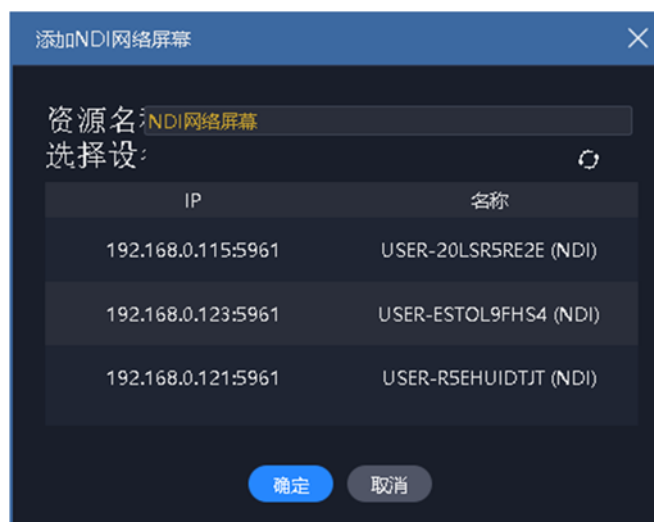 添加NDI网络屏幕
资源名 NDI网络屏幕
选择设
IP 名称
192.168.0.115:5961 USER-20LSR5RE2E (NDI)
192.168.0.123:5961 USER-ESTOL9FHS4 (NDI)
192.168.0.121:5961 USER-R5EHUIDTJT (NDI)
确定 取消